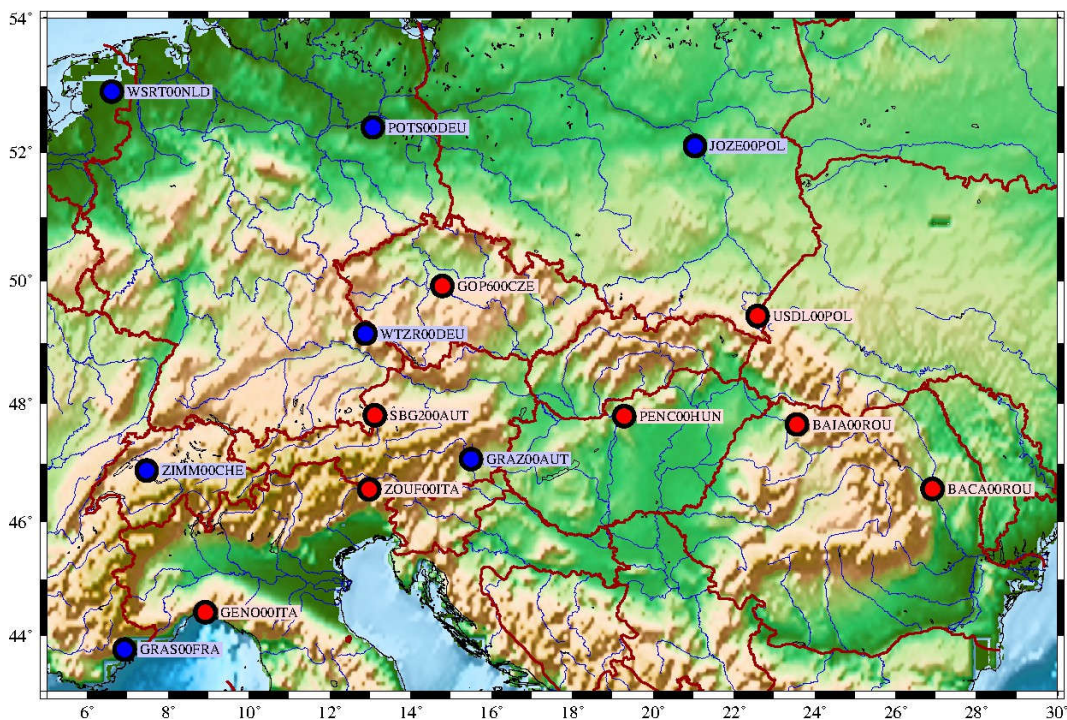 54°
WSRT00NLD
POTS00DEU
JOZE00POL
52°
50°
GOP600CZE
USDL00POL
WTZR00DEU
48°
SBG200AUT
PENC00HUN
BAIA00ROU
GRAZ00AUT
ZIMM00CHE
ZOUF00ITA
BACA00ROU
46°
GENO00ITA
44°
GRAS00FRA
6° 8° 10° 12° 14° 16° 18° 20° 22° 24° 26° 28° 30°